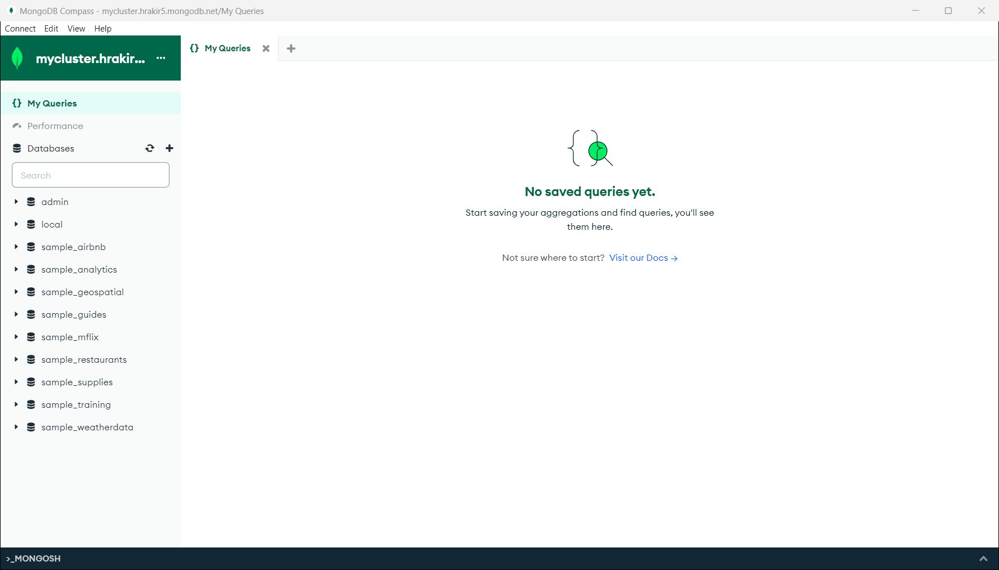 MongoDB Compass - mycluster.hrakir5.mongodb.net/My Queries
Connect Edit View Help
mycluster.hrakir... ...
{} My Queries
{} My Queries
Performance
Databases
Search
admin
local
sample_airbnb
sample_analytics
sample_geospatial
sample_guides
sample_mflix
sample_restaurants
sample_supplies
sample_training
sample_weatherdata
No saved queries yet.
Start saving your aggregations and find queries, you'll see
them here.
Not sure where to start? Visit our Docs →
>_MONGOSH